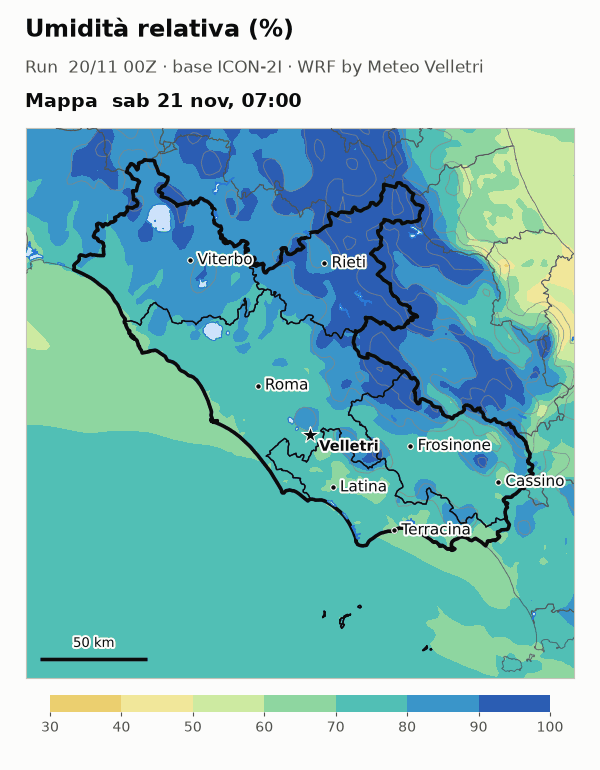 Umidità relativa (%)
Run  20/11 00Z · base ICON-2I · WRF by Meteo Velletri
Mappa  sab 21 nov, 07:00
Viterbo
Rieti
Roma
Velletri
Frosinone
Latina
Cassino
Terracina
50 km
30 40 50 60 70 80 90 100